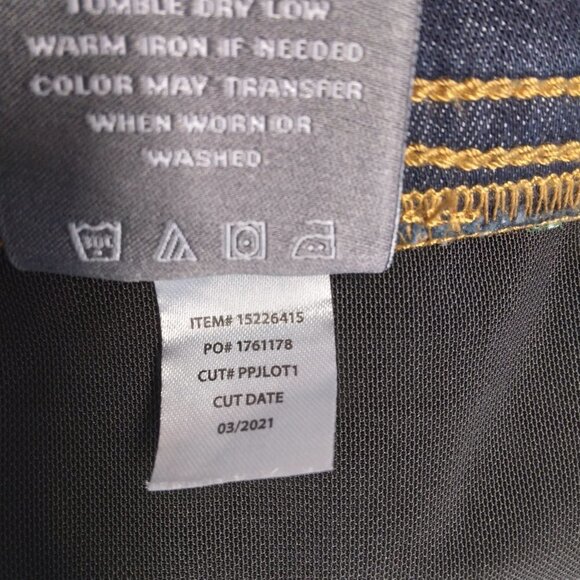 TUMBLE DRY LOW
WARM IRON IF NEEDED
COLOR MAY TRANSFER
WHEN WORN OR
WASHED
ITEM# 15226415
PO# 1761178
CUT# PPJLOT1
CUT DATE
03/2021